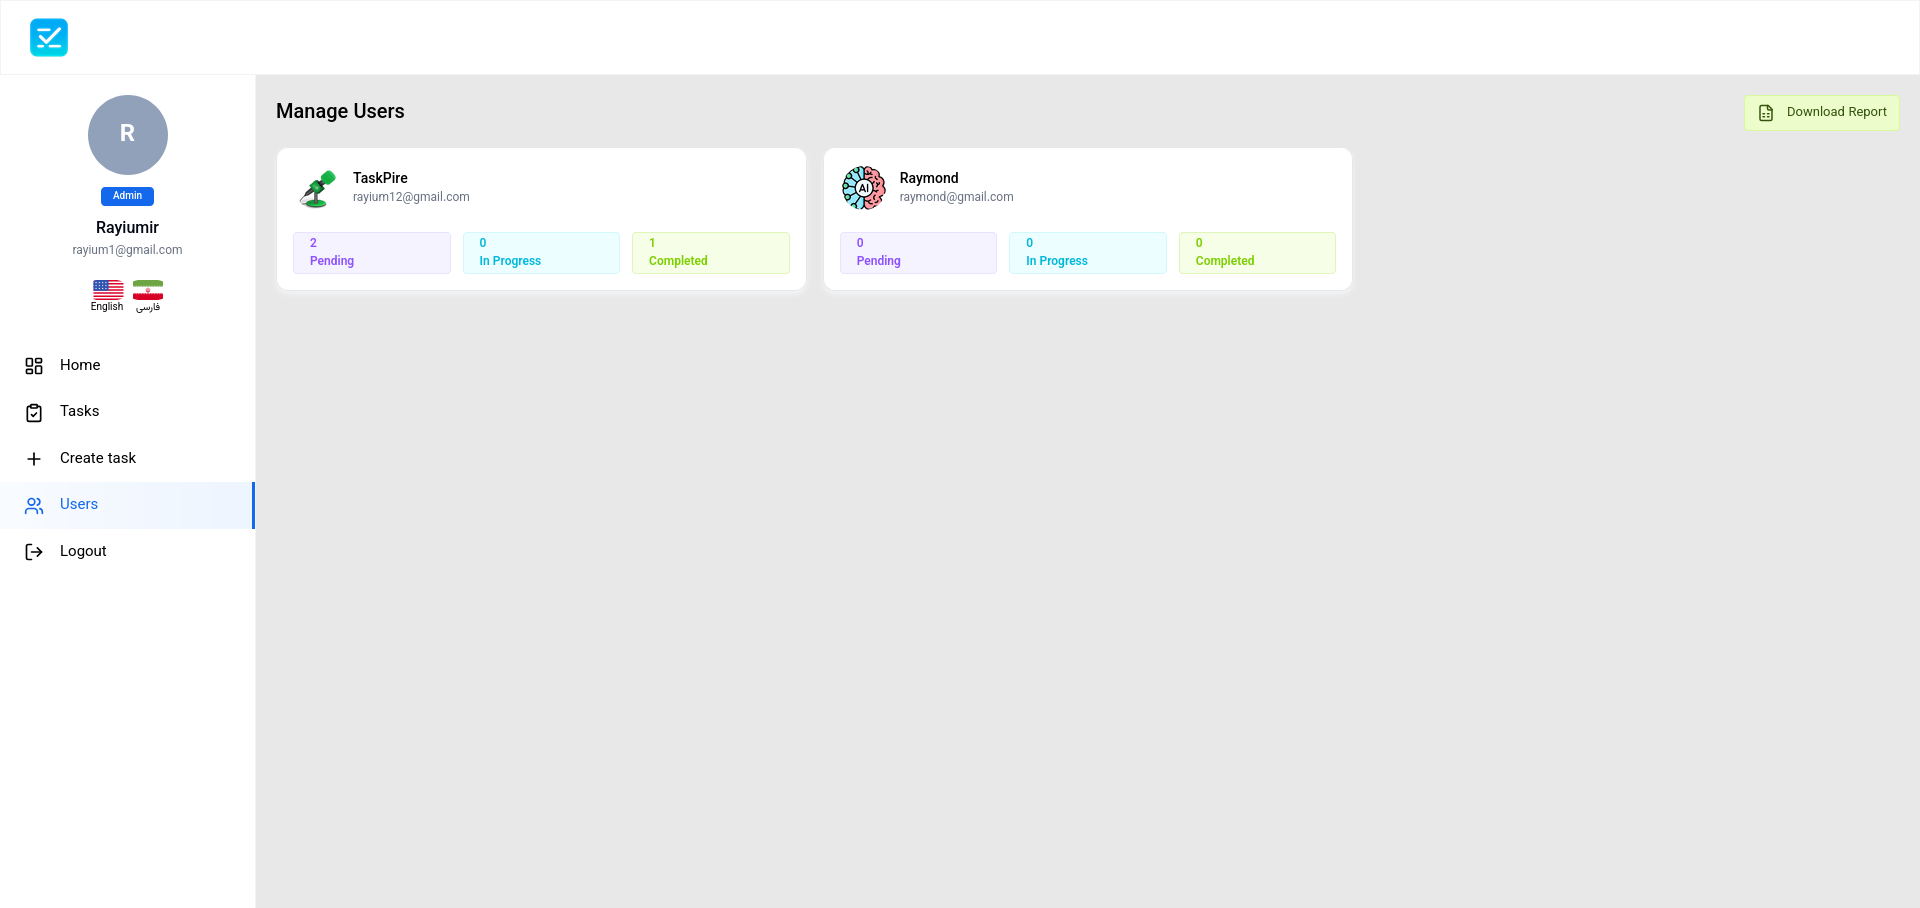 R
Admin
Rayiumir
rayium1@gmail.com
English
فارسی
Home
Tasks
Create task
Users
Logout
Manage Users
Download Report
TaskPire
rayium12@gmail.com
2
Pending
0
In Progress
1
Completed
AI
Raymond
raymond@gmail.com
0
Pending
0
In Progress
0
Completed